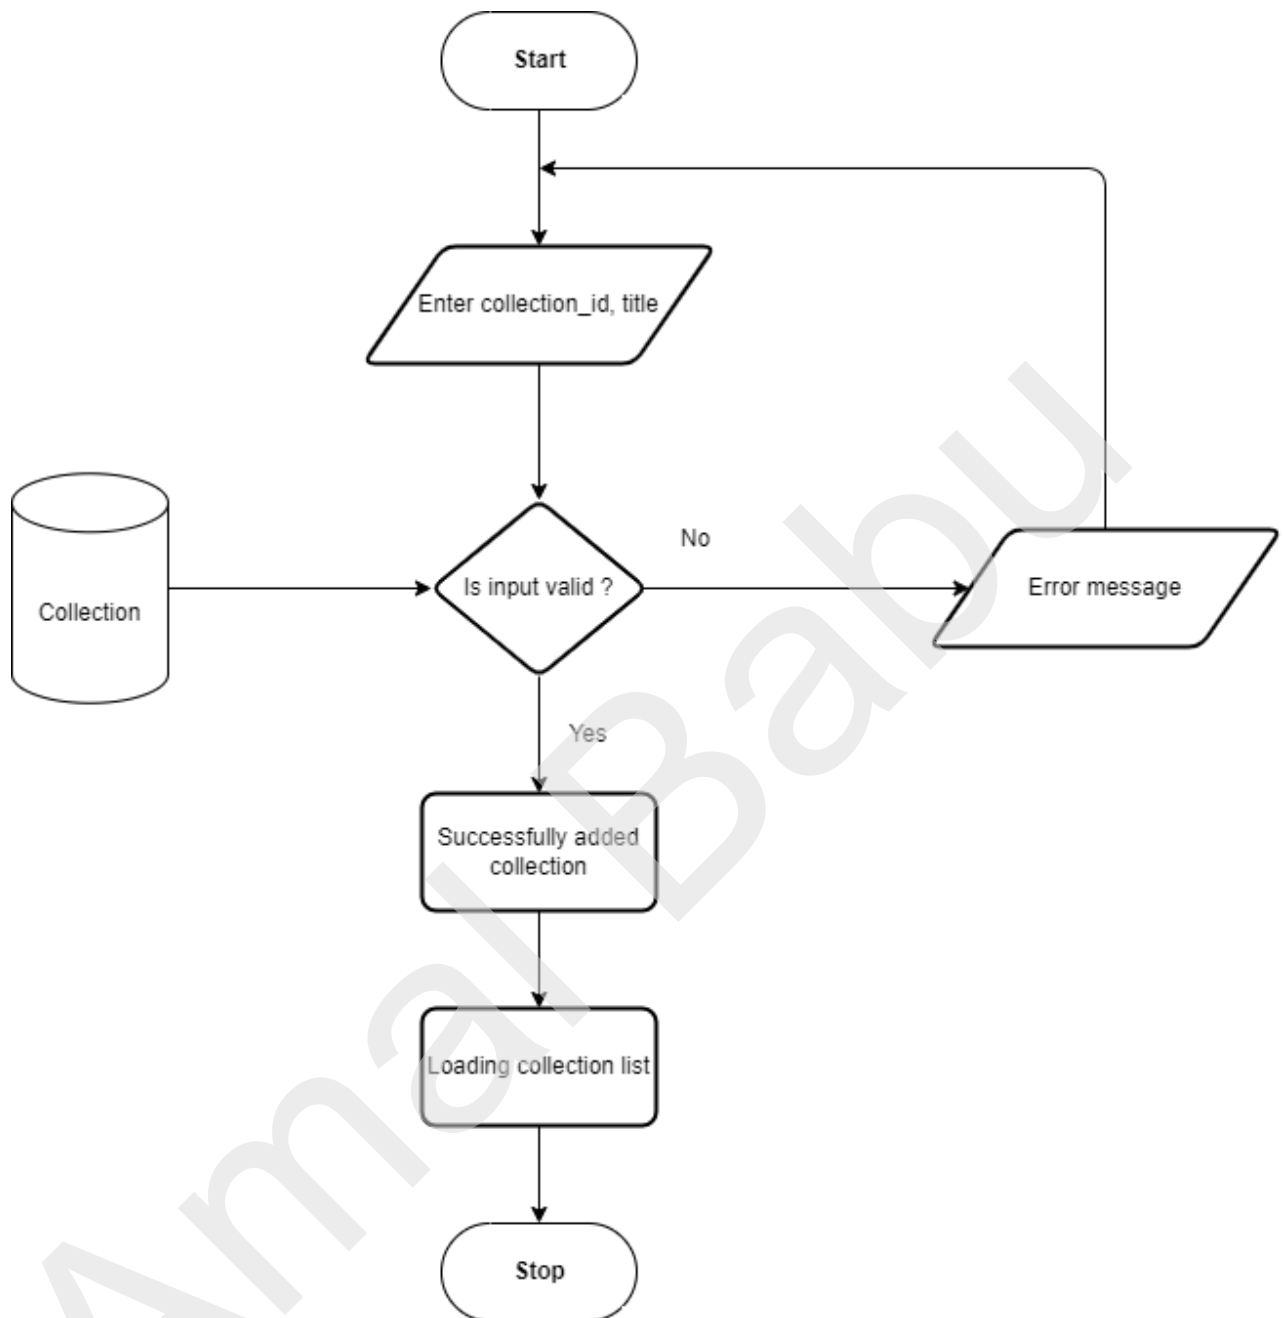 Start
Enter collection_id, title
No
Is input valid ?
Error message
Collection
Yes
Successfully added
collection
Loading collection list
Stop
Amal Babu